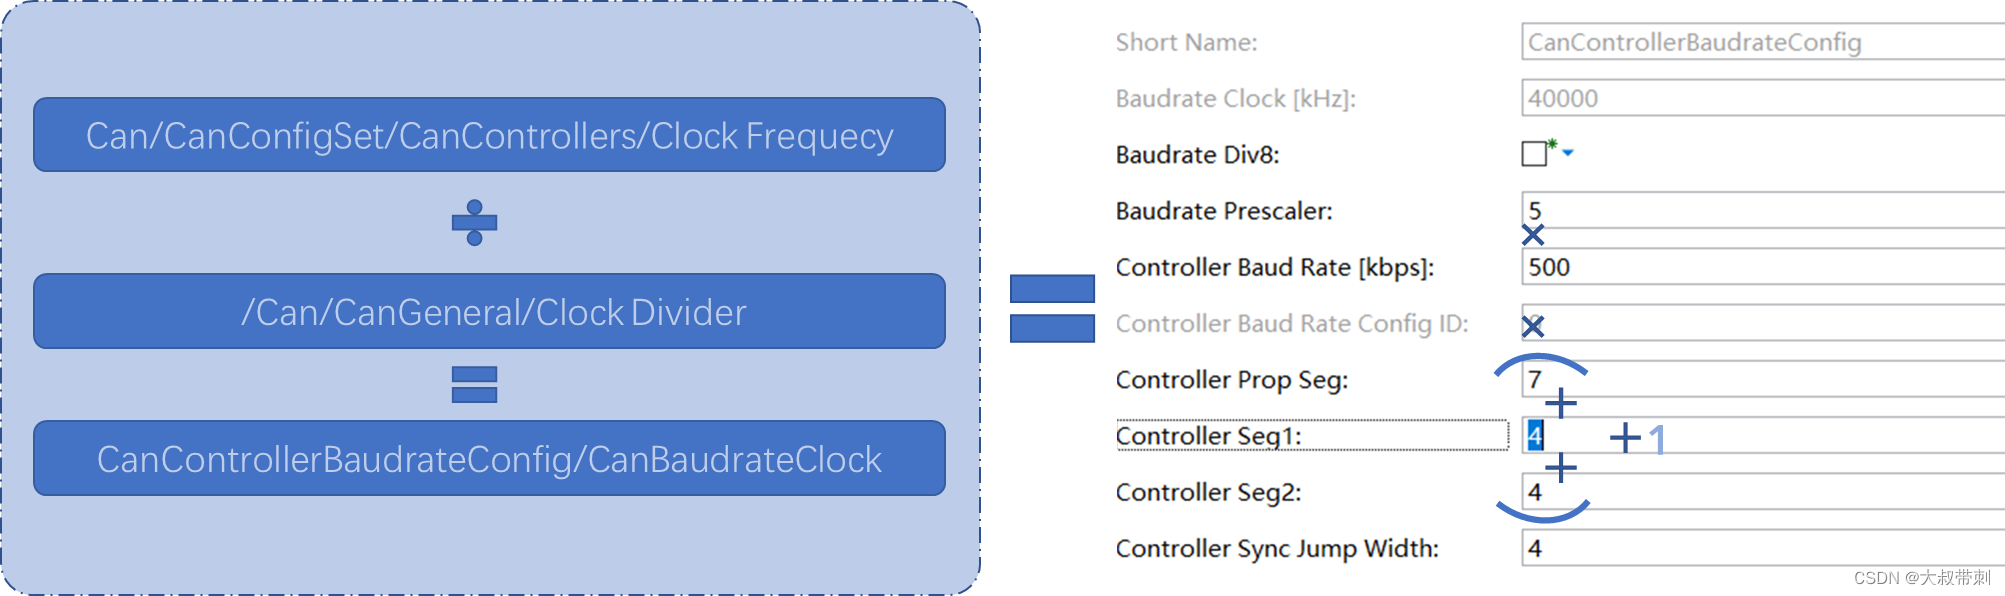 Can/CanConfigSet/CanControllers/Clock Frequecy
÷
/Can/CanGeneral/Clock Divider
=
CanControllerBaudrateConfig/CanBaudrateClock
=
Short Name: CanControllerBaudrateConfig
Baudrate Clock [kHz]: 40000
Baudrate Div8: *
Baudrate Prescaler: 5
×
Controller Baud Rate [kbps]: 500
Controller Baud Rate Config ID:
×
Controller Prop Seg: 7
+
Controller Seg1: 4 +1
+
Controller Seg2: 4
Controller Sync Jump Width: 4
CSDN @大叔带刺